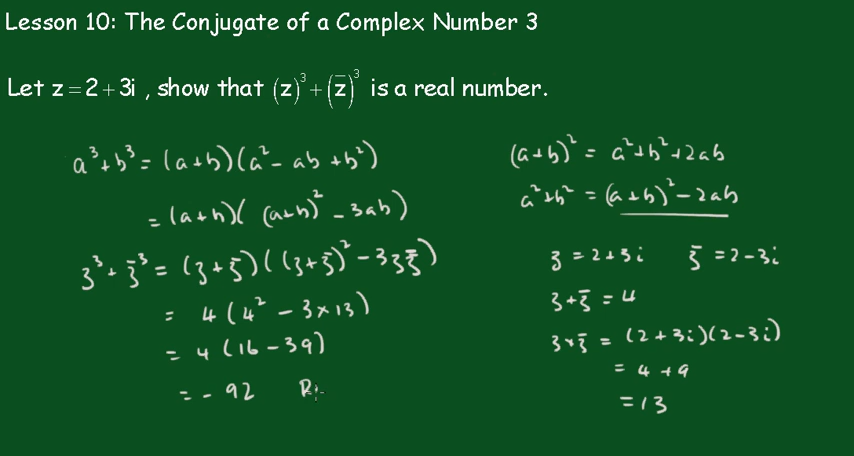 Lesson 10: The Conjugate of a Complex Number 3
Let z = 2 + 3i , show that (z)³ + (z̅)³ is a real number.
a³ + b³ = (a+b)(a² - ab + b²)
= (a+b)( (a+b)² - 3ab)
z³ + z̅³ = (z + z̅)((z + z̅)² - 3zz̅)
= 4(4² - 3×13)
= 4(16 - 39)
= - 92
(a+b)² = a² + b² + 2ab
a² + b² = (a+b)² - 2ab
z = 2 + 3i z̅ = 2 - 3i
z + z̅ = 4
z × z̅ = (2 + 3i)(2 - 3i)
= 4 + 9
= 13